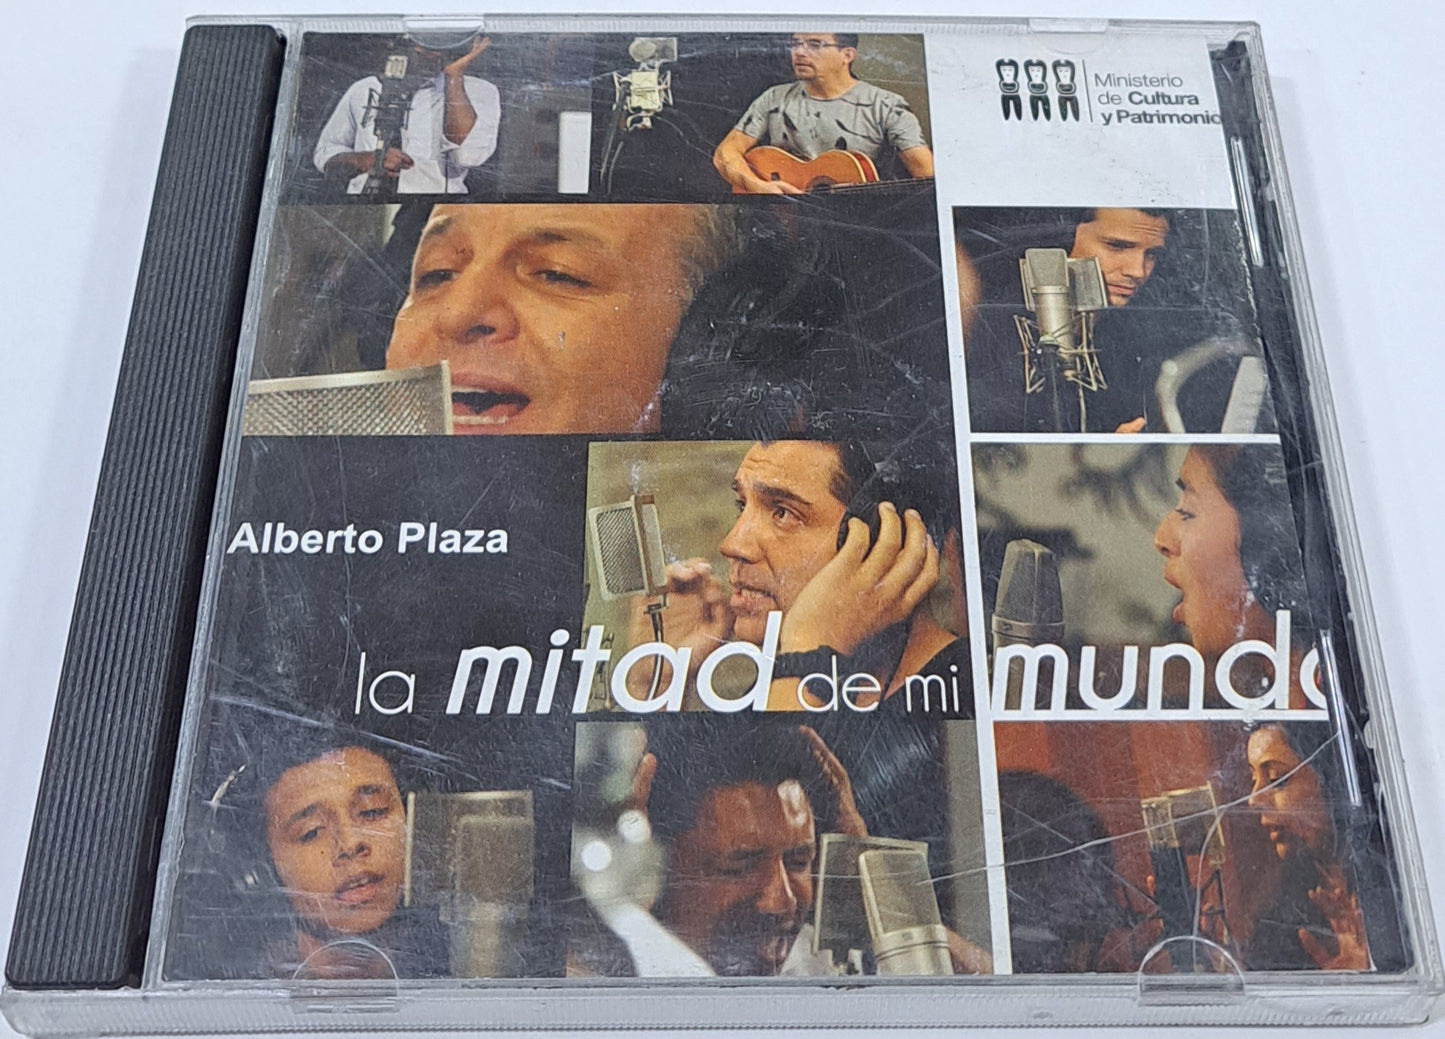 Ministerio
de Cultura
y Patrimonio
Alberto Plaza
la mitad de mi mundo